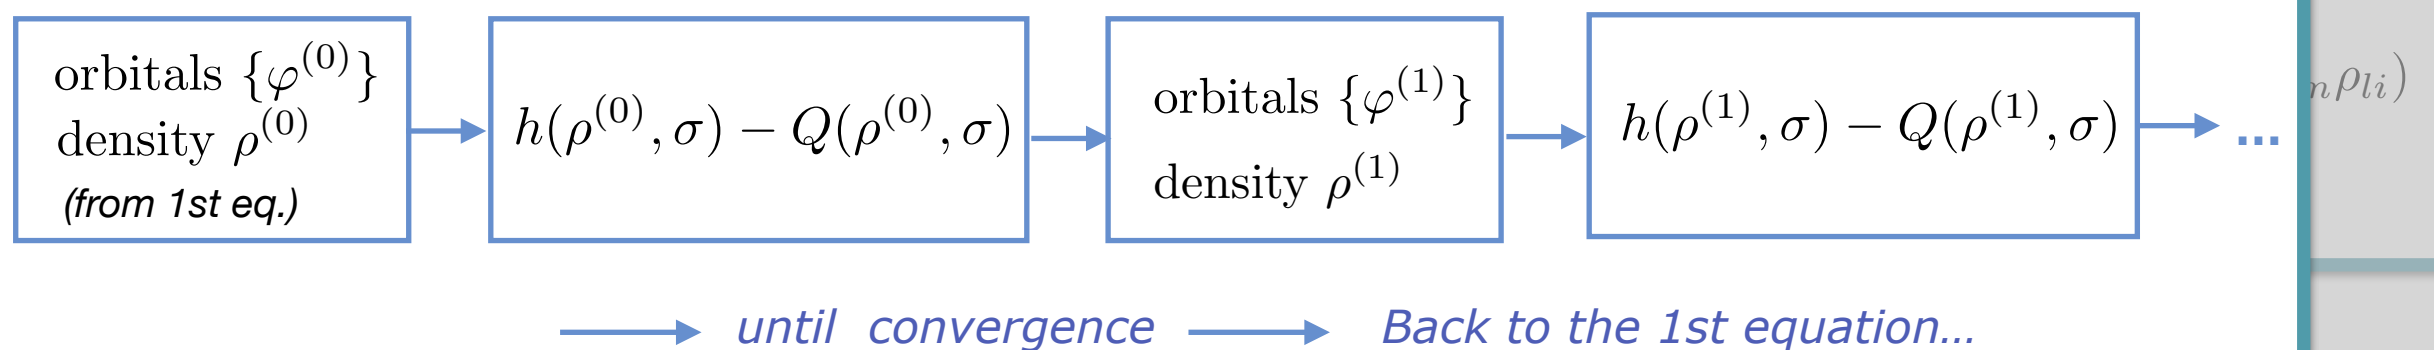 orbitals {φ^(0)}
density ρ^(0)
(from 1st eq.)
h(ρ^(0), σ) − Q(ρ^(0), σ)
orbitals {φ^(1)}
density ρ^(1)
h(ρ^(1), σ) − Q(ρ^(1), σ)
...
until convergence
Back to the 1st equation...
ρ_li)